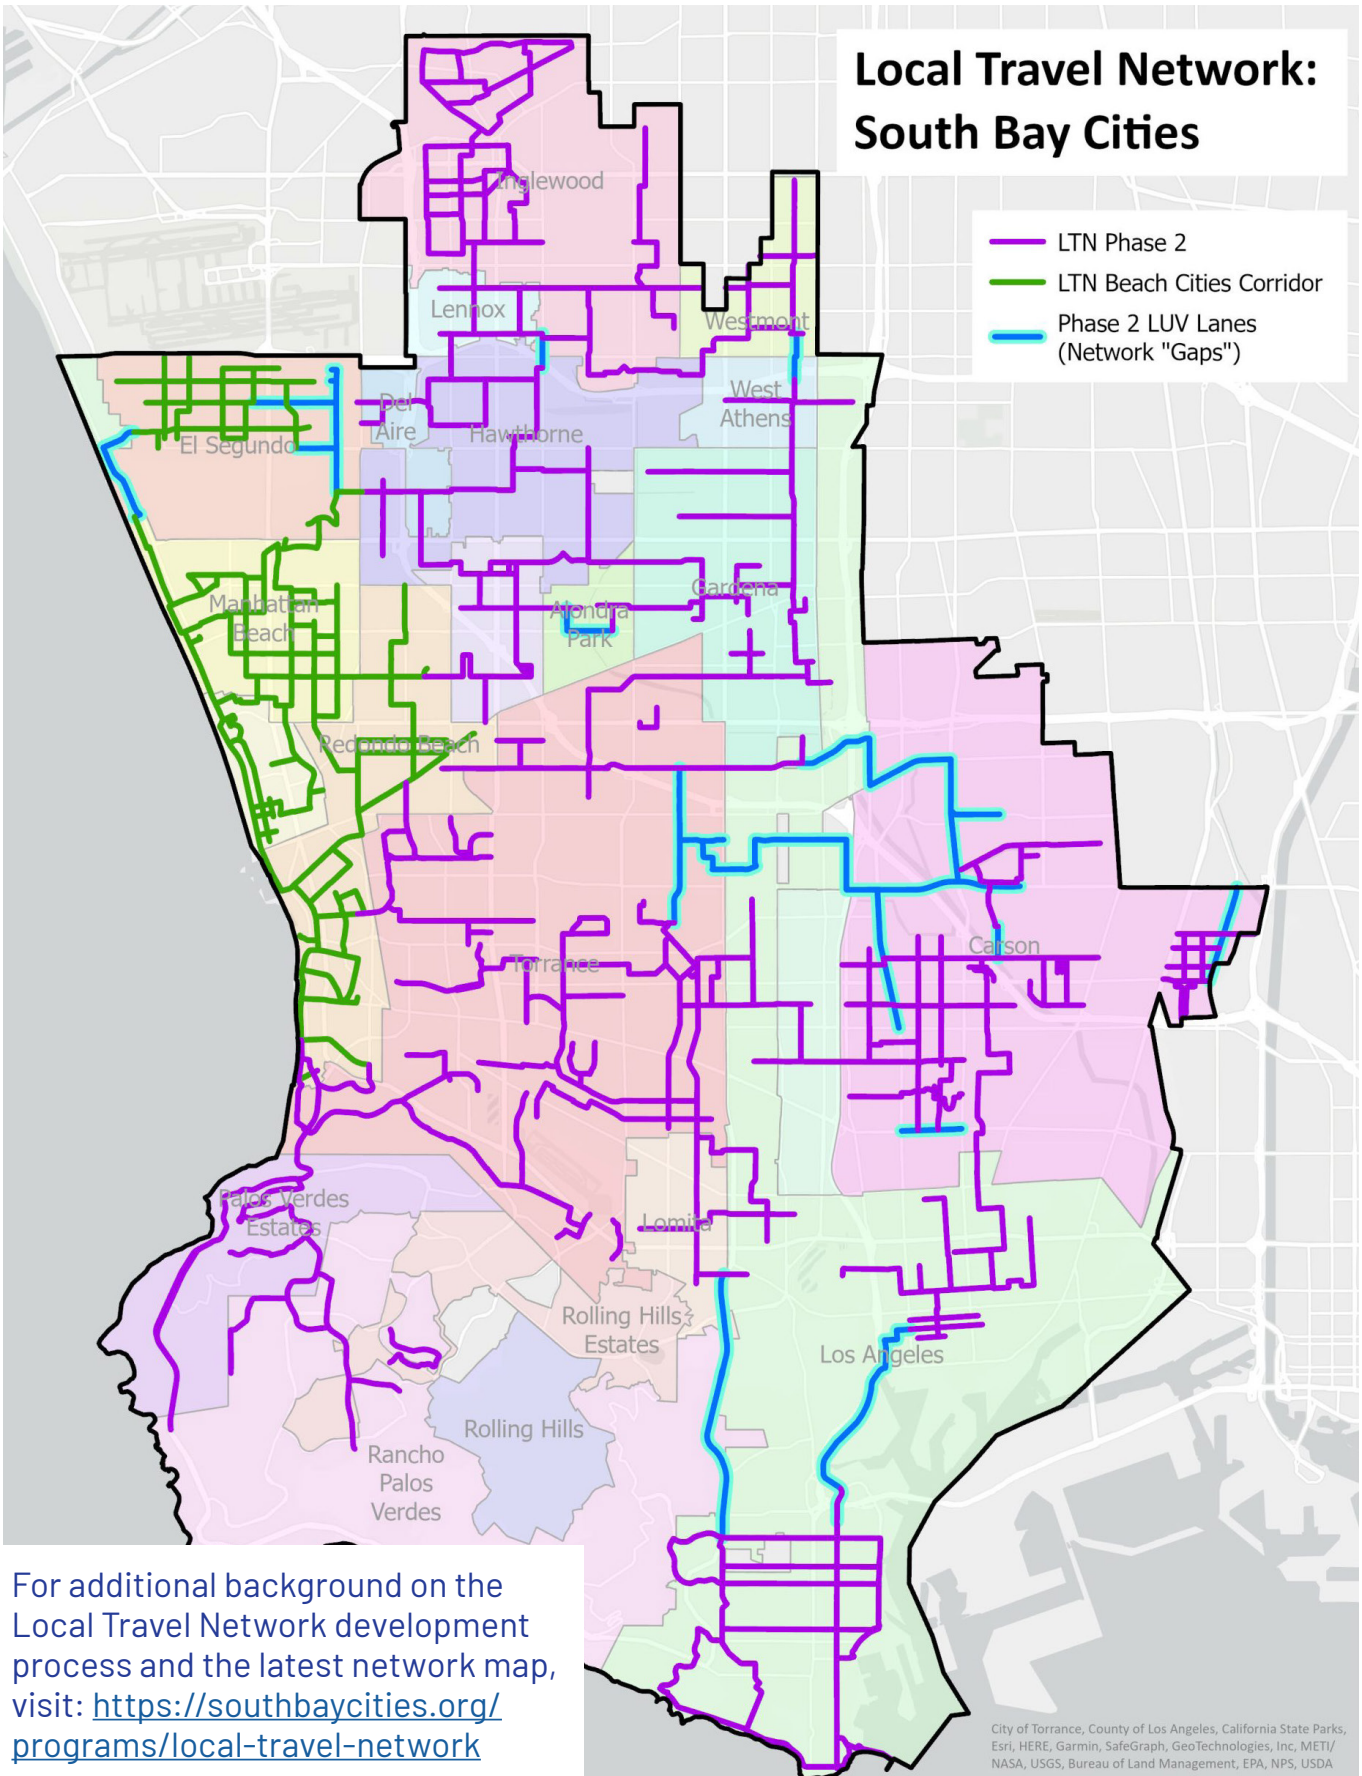 Local Travel Network:
South Bay Cities
LTN Phase 2
LTN Beach Cities Corridor
Phase 2 LUV Lanes
(Network "Gaps")
Inglewood
Lennox
Westmont
Del
Aire
Hawthorne
West
Athens
El Segundo
Manhattan
Beach
Alondra
Park
Gardena
Redondo Beach
Torrance
Carson
Palos Verdes
Estates
Lomita
Rolling Hills
Estates
Los Angeles
Rolling Hills
Rancho
Palos
Verdes
For additional background on the
Local Travel Network development
process and the latest network map,
visit: https://southbaycities.org/
programs/local-travel-network
City of Torrance, County of Los Angeles, California State Parks,
Esri, HERE, Garmin, SafeGraph, GeoTechnologies, Inc, METI/
NASA, USGS, Bureau of Land Management, EPA, NPS, USDA